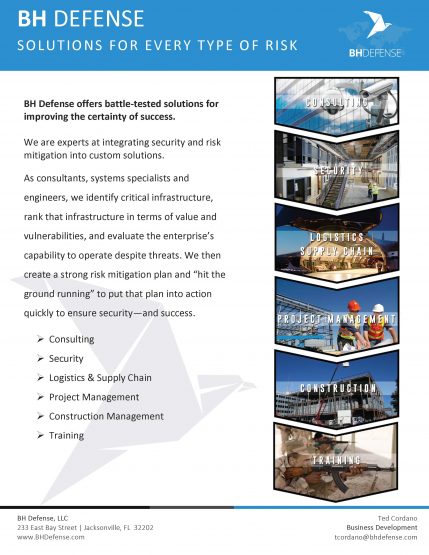 BH DEFENSE
SOLUTIONS FOR EVERY TYPE OF RISK
BHDEFENSE
BH Defense offers battle-tested solutions for
improving the certainty of success.
We are experts at integrating security and risk
mitigation into custom solutions.
As consultants, systems specialists and
engineers, we identify critical infrastructure,
rank that infrastructure in terms of value and
vulnerabilities, and evaluate the enterprise’s
capability to operate despite threats. We then
create a strong risk mitigation plan and “hit the
ground running” to put that plan into action
quickly to ensure security—and success.
➢ Consulting
➢ Security
➢ Logistics & Supply Chain
➢ Project Management
➢ Construction Management
➢ Training
CONSULTING
SECURITY
LOGISTICS
SUPPLY CHAIN
PROJECT MANAGEMENT
CONSTRUCTION
TRAINING
BH Defense, LLC
233 East Bay Street | Jacksonville, FL 32202
www.BHDefense.com
Ted Cordano
Business Development
tcordano@bhdefense.com